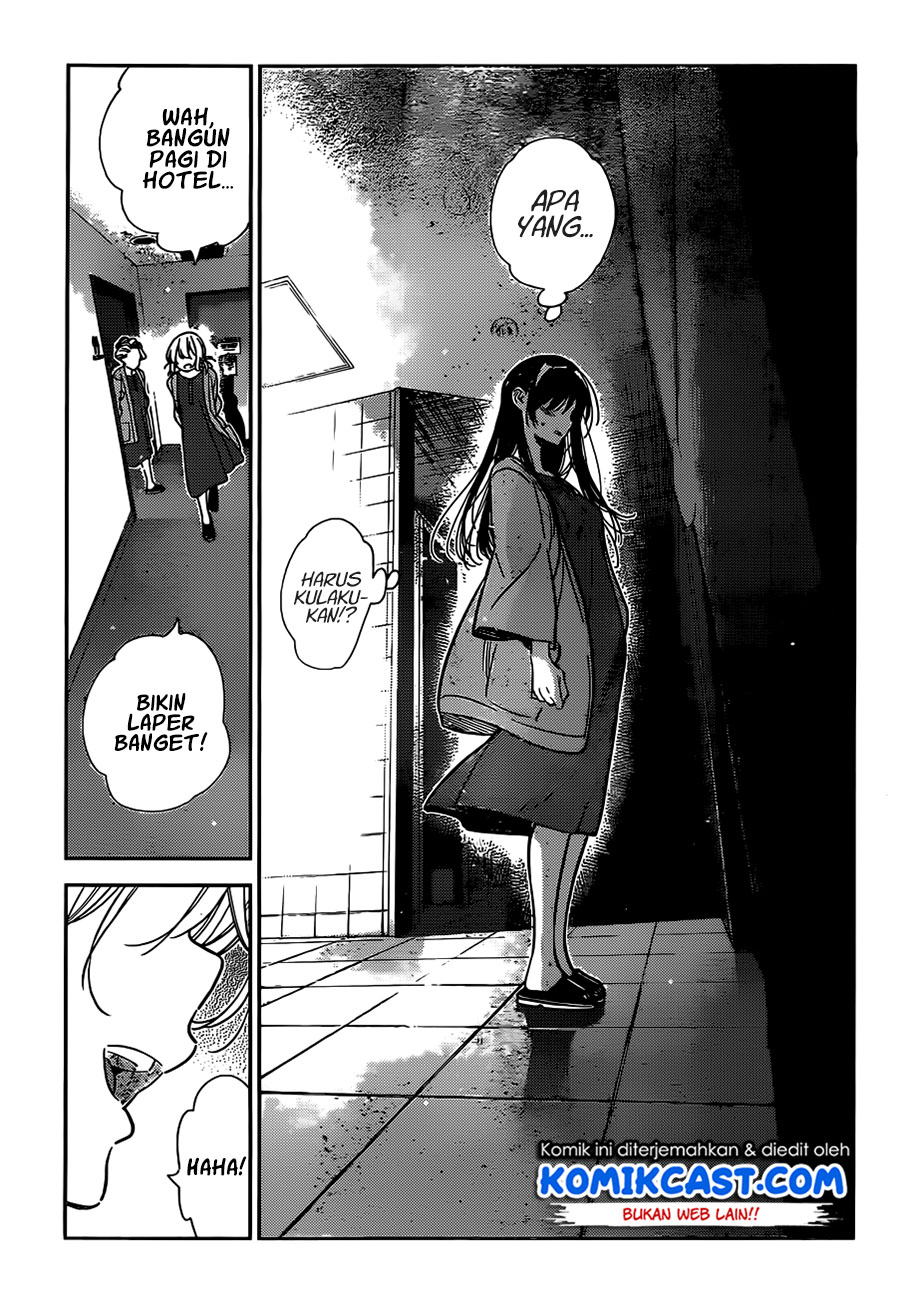 APA
YANG...
HARUS
KULAKU-
KAN!?
WAH,
BANGUN
PAGI DI
HOTEL...
BIKIN
LAPER
BANGET!
HAHA!
Komik ini diterjemahkan & diedit oleh
KOMIKCAST.COM
BUKAN WEB LAIN!!